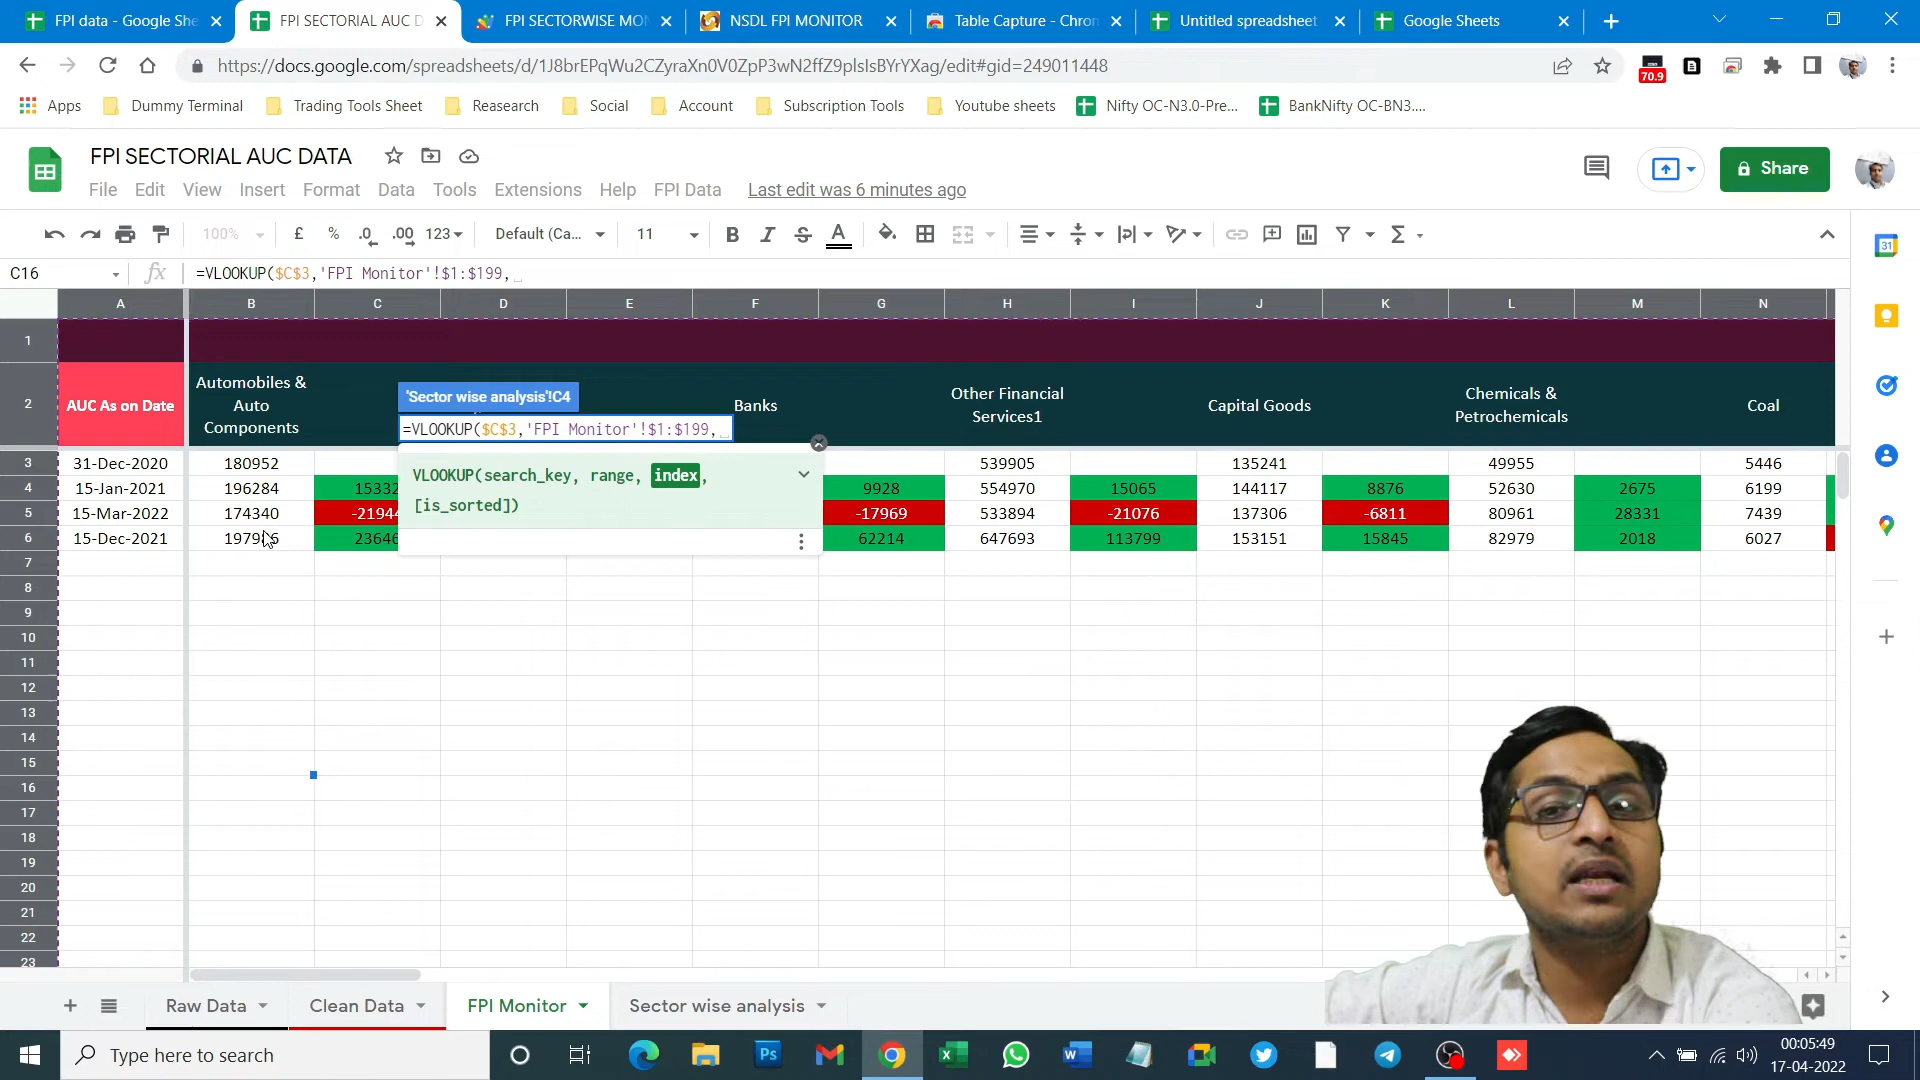 FPI data - Google She
FPI SECTORIAL AUC D
FPI SECTORWISE MON
NSDL FPI MONITOR
Table Capture - Chron
Untitled spreadsheet
Google Sheets
https://docs.google.com/spreadsheets/d/1J8brEPqWu2CZyraXn0V0ZpP3wN2ffZ9plsIsBYrYXag/edit#gid=249011448
70.9
Apps
Dummy Terminal
Trading Tools Sheet
Reasearch
Social
Account
Subscription Tools
Youtube sheets
Nifty OC-N3.0-Pre...
BankNifty OC-BN3....
FPI SECTORIAL AUC DATA
File Edit View Insert Format Data Tools Extensions Help FPI Data Last edit was 6 minutes ago
Share
100% £ % .0 .00 123 Default (Ca... 11 B I S A Σ
31
C16 fx =VLOOKUP($C$3,'FPI Monitor'!$1:$199,
A B C D E F G H I J K L M N
1
2 AUC As on Date
Automobiles &
Auto
Components
Banks
Other Financial
Services1
Capital Goods
Chemicals &
Petrochemicals
Coal
'Sector wise analysis'!C4
=VLOOKUP($C$3,'FPI Monitor'!$1:$199,
VLOOKUP(search_key, range, index,
[is_sorted])
3 31-Dec-2020 180952 539905 135241 49955 5446
4 15-Jan-2021 196284 15332 9928 554970 15065 144117 8876 52630 2675 6199
5 15-Mar-2022 174340 -21944 -17969 533894 -21076 137306 -6811 80961 28331 7439
6 15-Dec-2021 23646 62214 647693 113799 153151 15845 82979 2018 6027
7
8
9
10
11
12
13
14
15
16
17
18
19
20
21
22
23
Raw Data Clean Data FPI Monitor Sector wise analysis
Type here to search
Ps
00:05:49
17-04-2022